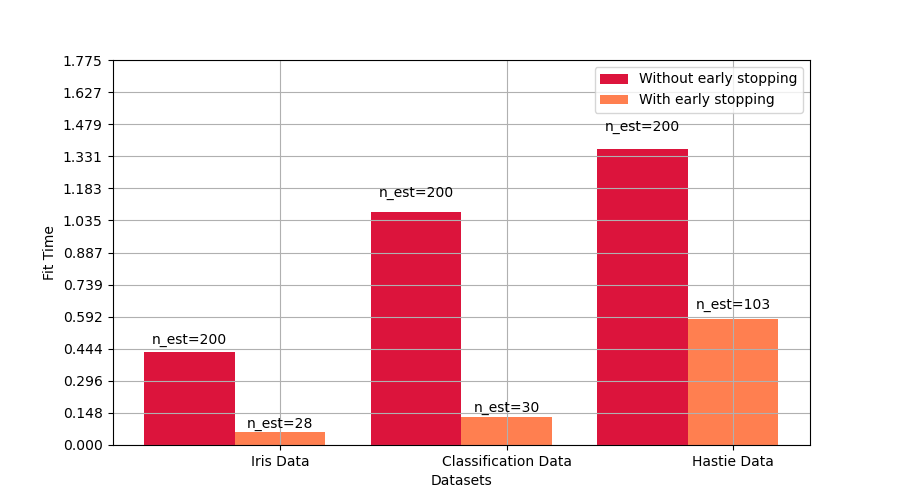 1.775
1.627
1.479
1.331
1.183
1.035
0.887
0.739
0.592
0.444
0.296
0.148
0.000
Fit Time
Without early stopping
With early stopping
n_est=200
n_est=28
n_est=200
n_est=30
n_est=200
n_est=103
Iris Data
Classification Data
Hastie Data
Datasets